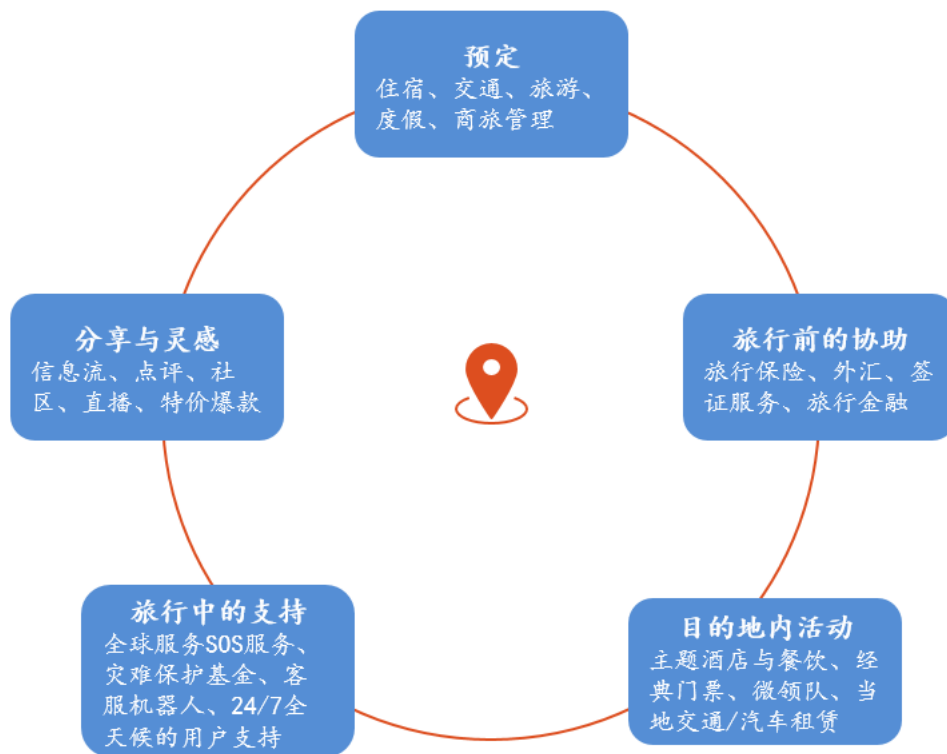 预定
住宿、交通、旅游、
度假、商旅管理
分享与灵感
信息流、点评、社
区、直播、特价爆款
旅行前的协助
旅行保险、外汇、签
证服务、旅行金融
旅行中的支持
全球服务SOS服务、
灾难保护基金、客
服机器人、24/7全
天候的用户支持
目的地内活动
主题酒店与餐饮、经
典门票、微领队、当
地交通/汽车租赁